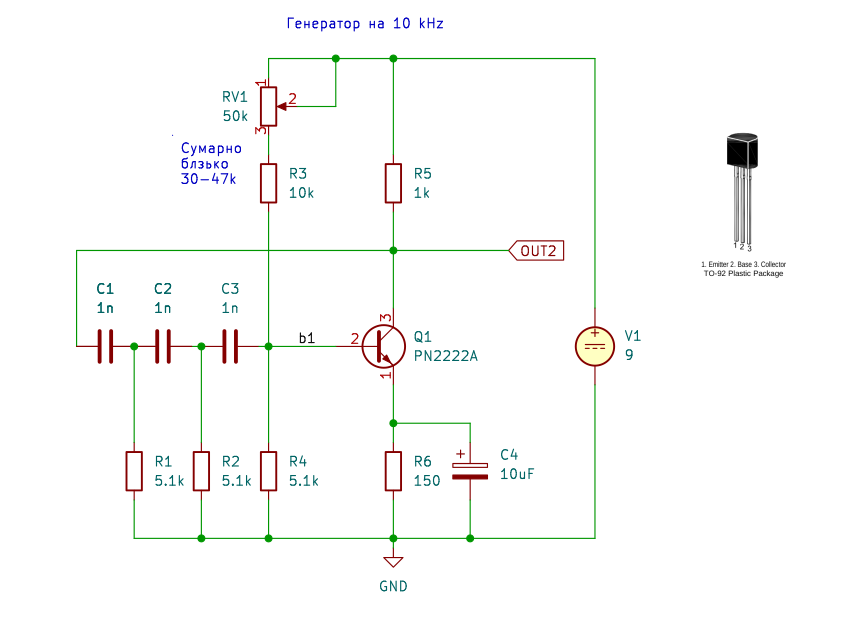 Генератор на 10 kHz
1
RV1
2
50k
3
Сумарно
блзько
30-47k
R3
10k
R5
1k
OUT2
C1
1n
C2
1n
C3
1n
b1
2
3
1
Q1
PN2222A
V1
9
+
R1
5.1k
R2
5.1k
R4
5.1k
R6
150
+
C4
10uF
GND
1 2 3
1. Emitter 2. Base 3. Collector
TO-92 Plastic Package